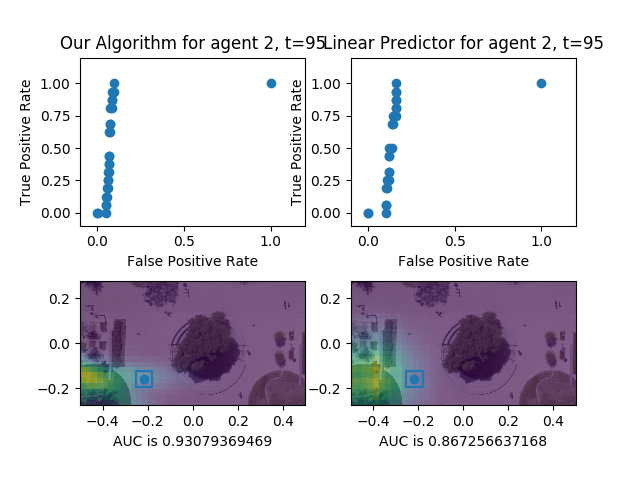 Our Algorithm for agent 2, t=95
Linear Predictor for agent 2, t=95
True Positive Rate
1.00
0.75
0.50
0.25
0.00
0.0 0.5 1.0
False Positive Rate
True Positive Rate
1.00
0.75
0.50
0.25
0.00
0.0 0.5 1.0
False Positive Rate
0.2
0.0
−0.2
−0.4 −0.2 0.0 0.2 0.4
AUC is 0.93079369469
0.2
0.0
−0.2
−0.4 −0.2 0.0 0.2 0.4
AUC is 0.867256637168